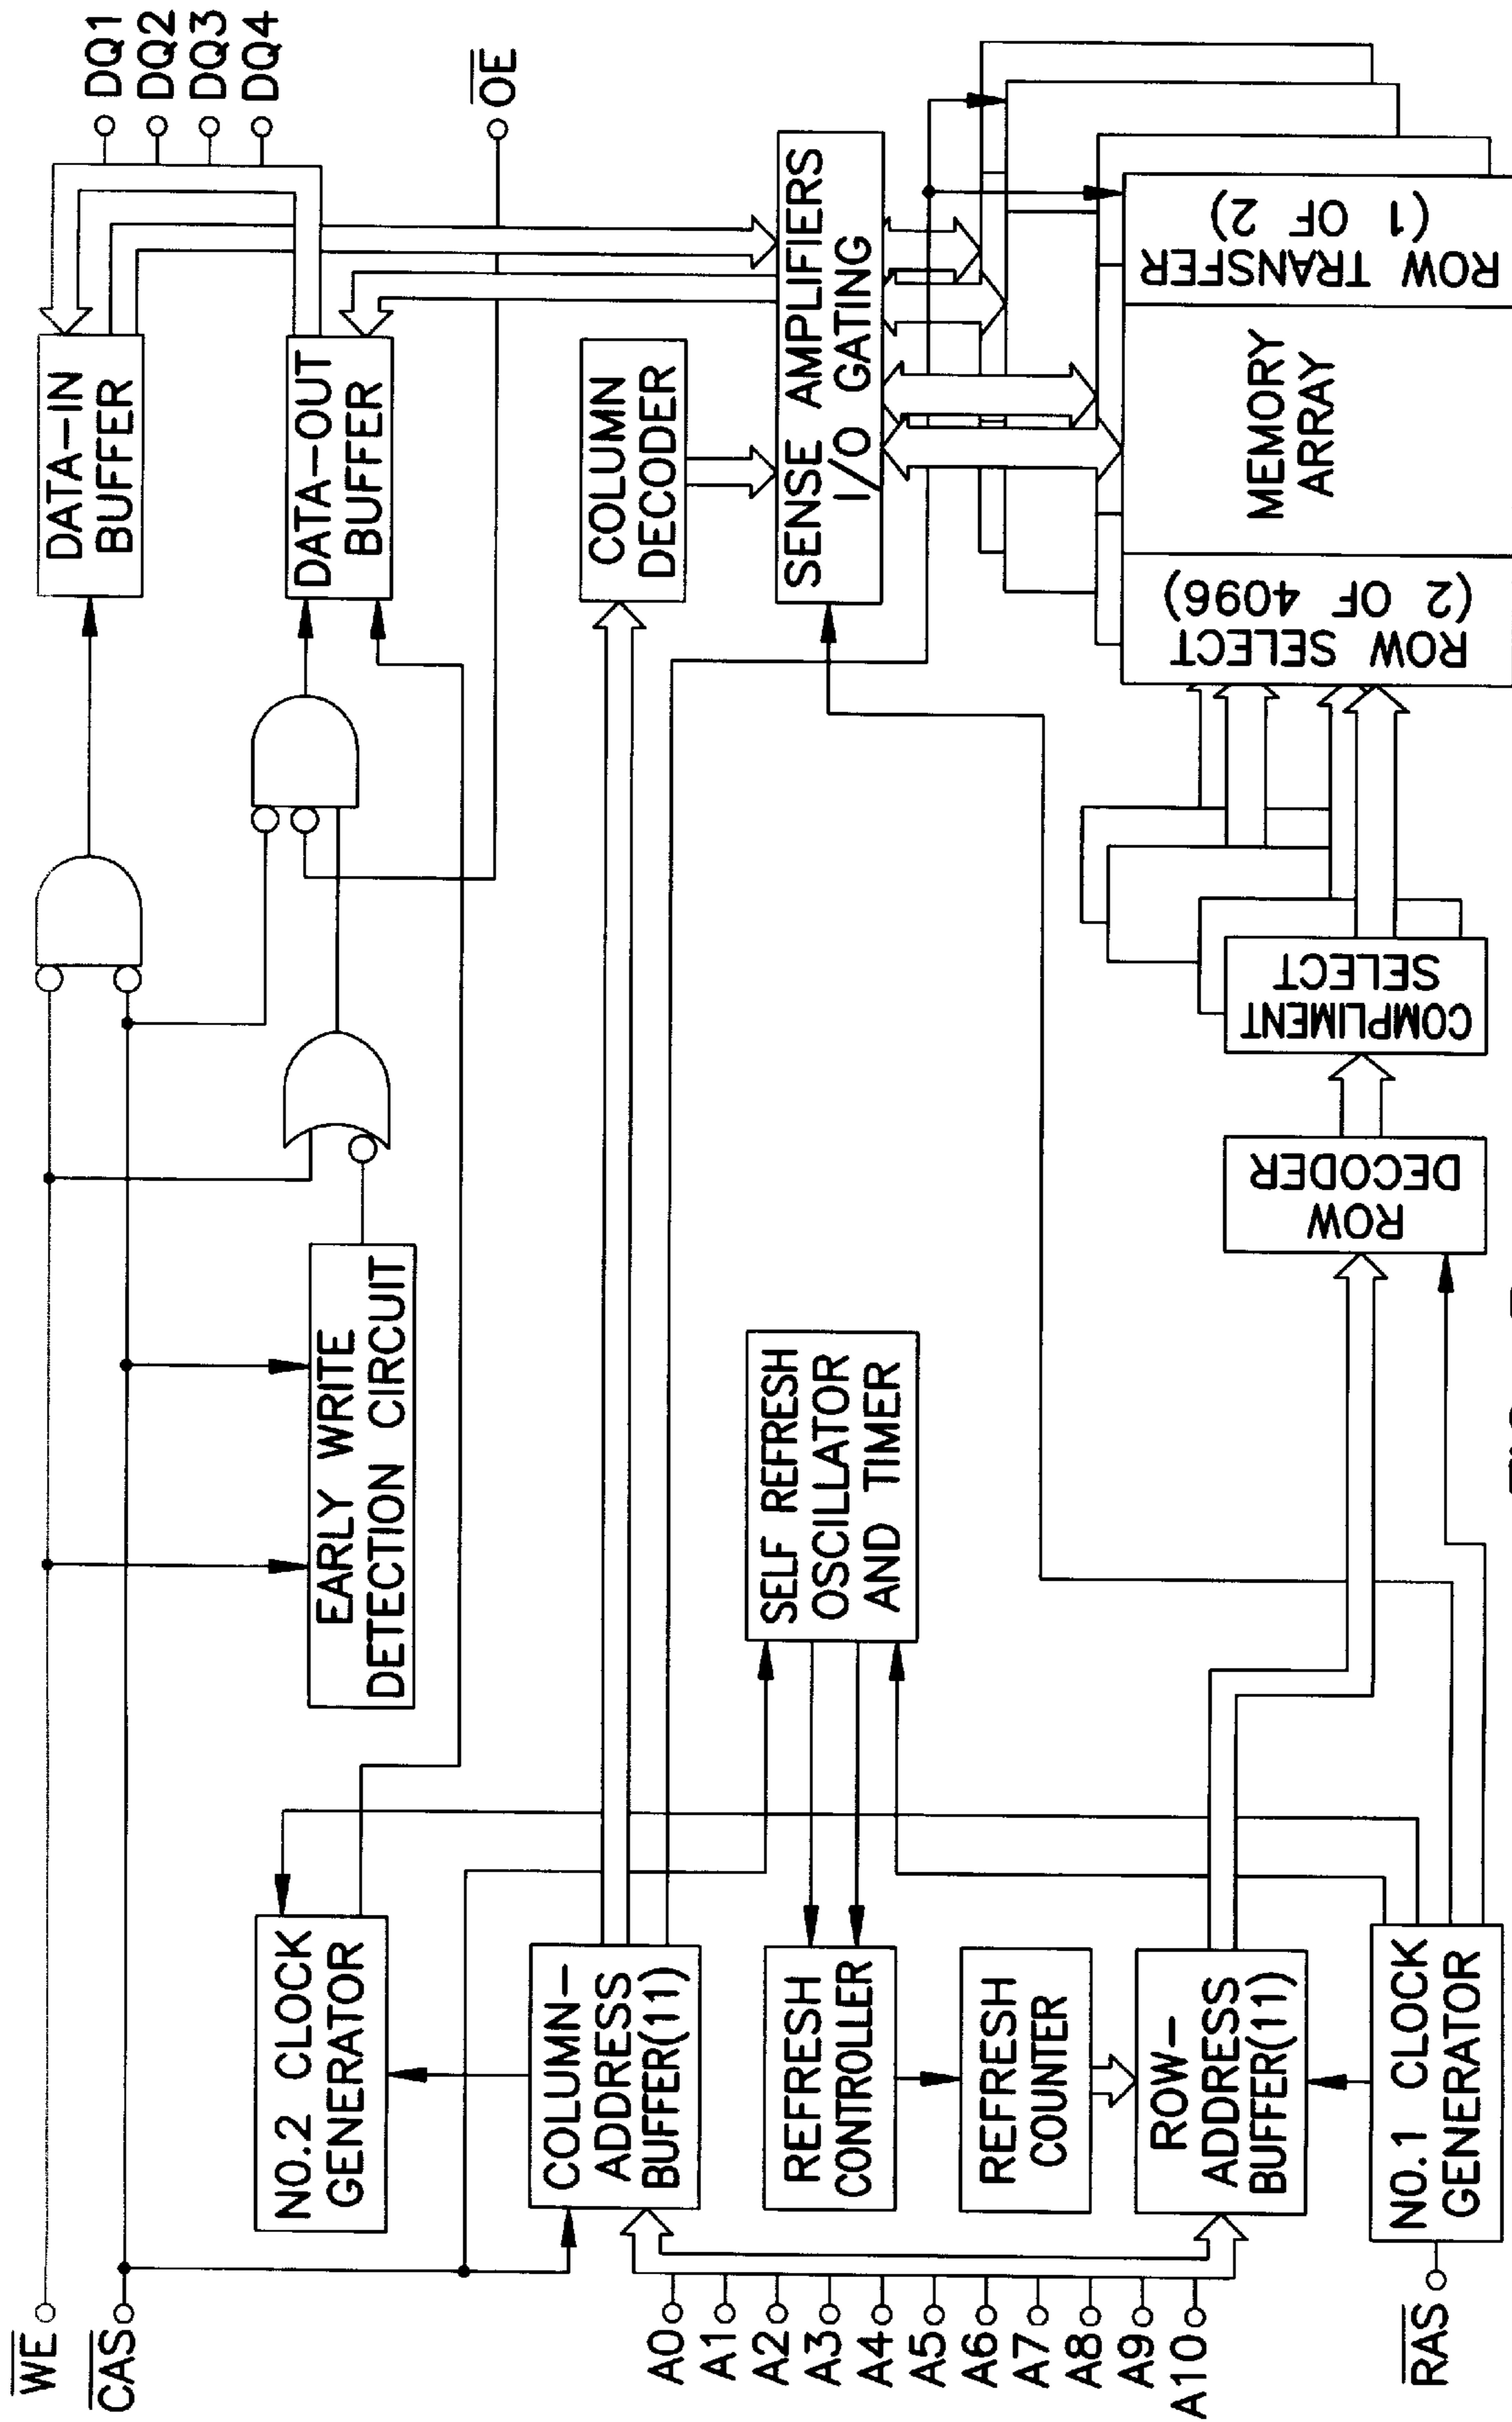 WE
CAS
NO.2 CLOCK
GENERATOR
EARLY WRITE
DETECTION CIRCUIT
DATA-IN
BUFFER
DATA-OUT
BUFFER
DQ1
DQ2
DQ3
DQ4
OE
COLUMN-
ADDRESS
BUFFER(11)
COLUMN
DECODER
REFRESH
CONTROLLER
SELF REFRESH
OSCILLATOR
AND TIMER
SENSE AMPLIFIERS
I/O GATING
REFRESH
COUNTER
A0
A1
A2
A3
A4
A5
A6
A7
A8
A9
A10
ROW-
ADDRESS
BUFFER(11)
ROW
DECODER
COMPLIMENT
SELECT
ROW SELECT
(2 OF 4096)
MEMORY
ARRAY
ROW TRANSFER
(1 OF 2)
RAS
NO.1 CLOCK
GENERATOR